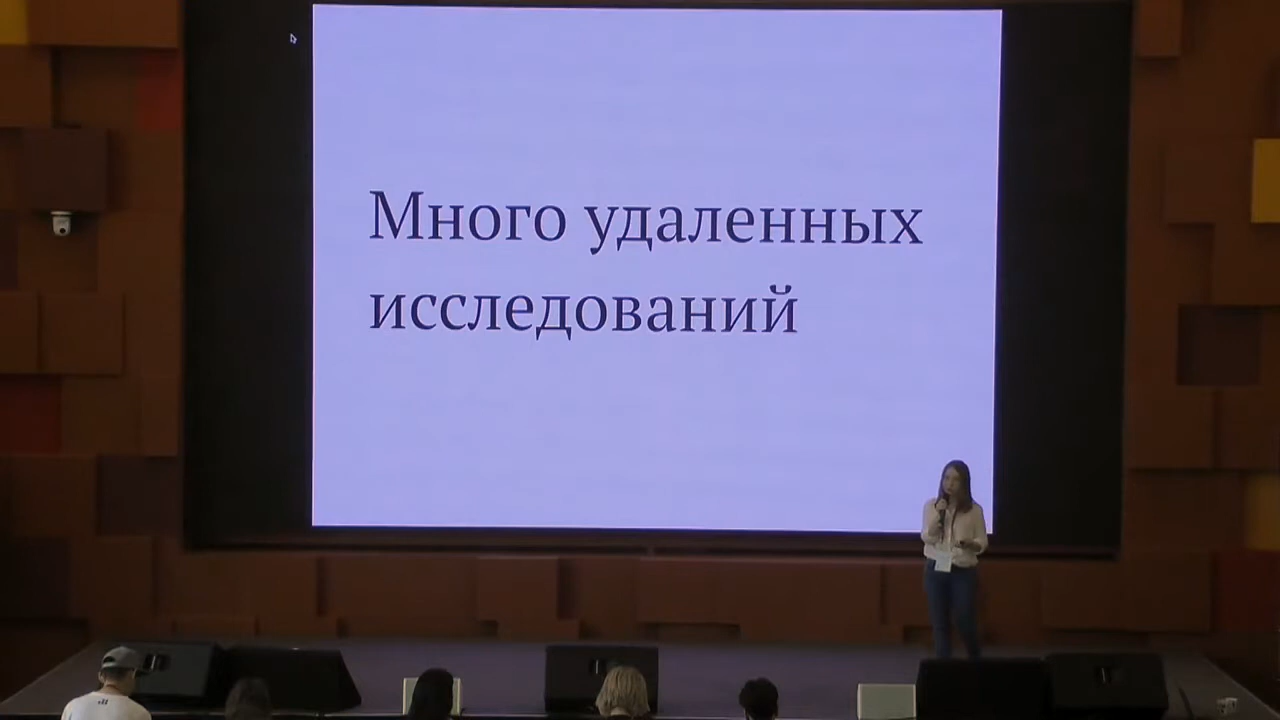 Много удаленных
исследований